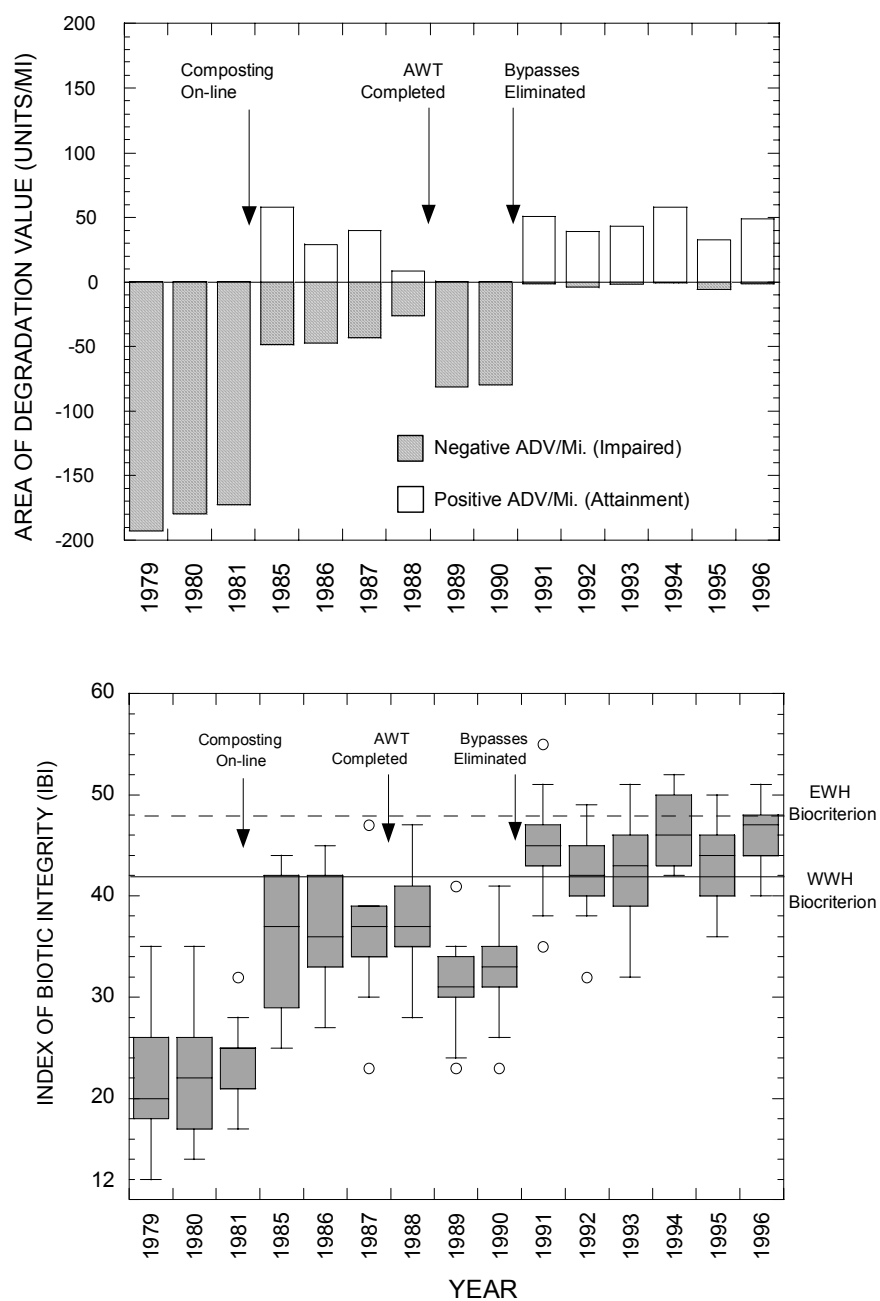 AREA OF DEGRADATION VALUE (UNITS/MI)
200
150
100
50
0
-50
-100
-150
-200
Composting
On-line
AWT
Completed
Bypasses
Eliminated
Negative ADV/Mi. (Impaired)
Positive ADV/Mi. (Attainment)
1979
1980
1981
1985
1986
1987
1988
1989
1990
1991
1992
1993
1994
1995
1996
INDEX OF BIOTIC INTEGRITY (IBI)
60
50
40
30
20
12
Composting
On-line
AWT
Completed
Bypasses
Eliminated
EWH
Biocriterion
WWH
Biocriterion
1979
1980
1981
1985
1986
1987
1988
1989
1990
1991
1992
1993
1994
1995
1996
YEAR